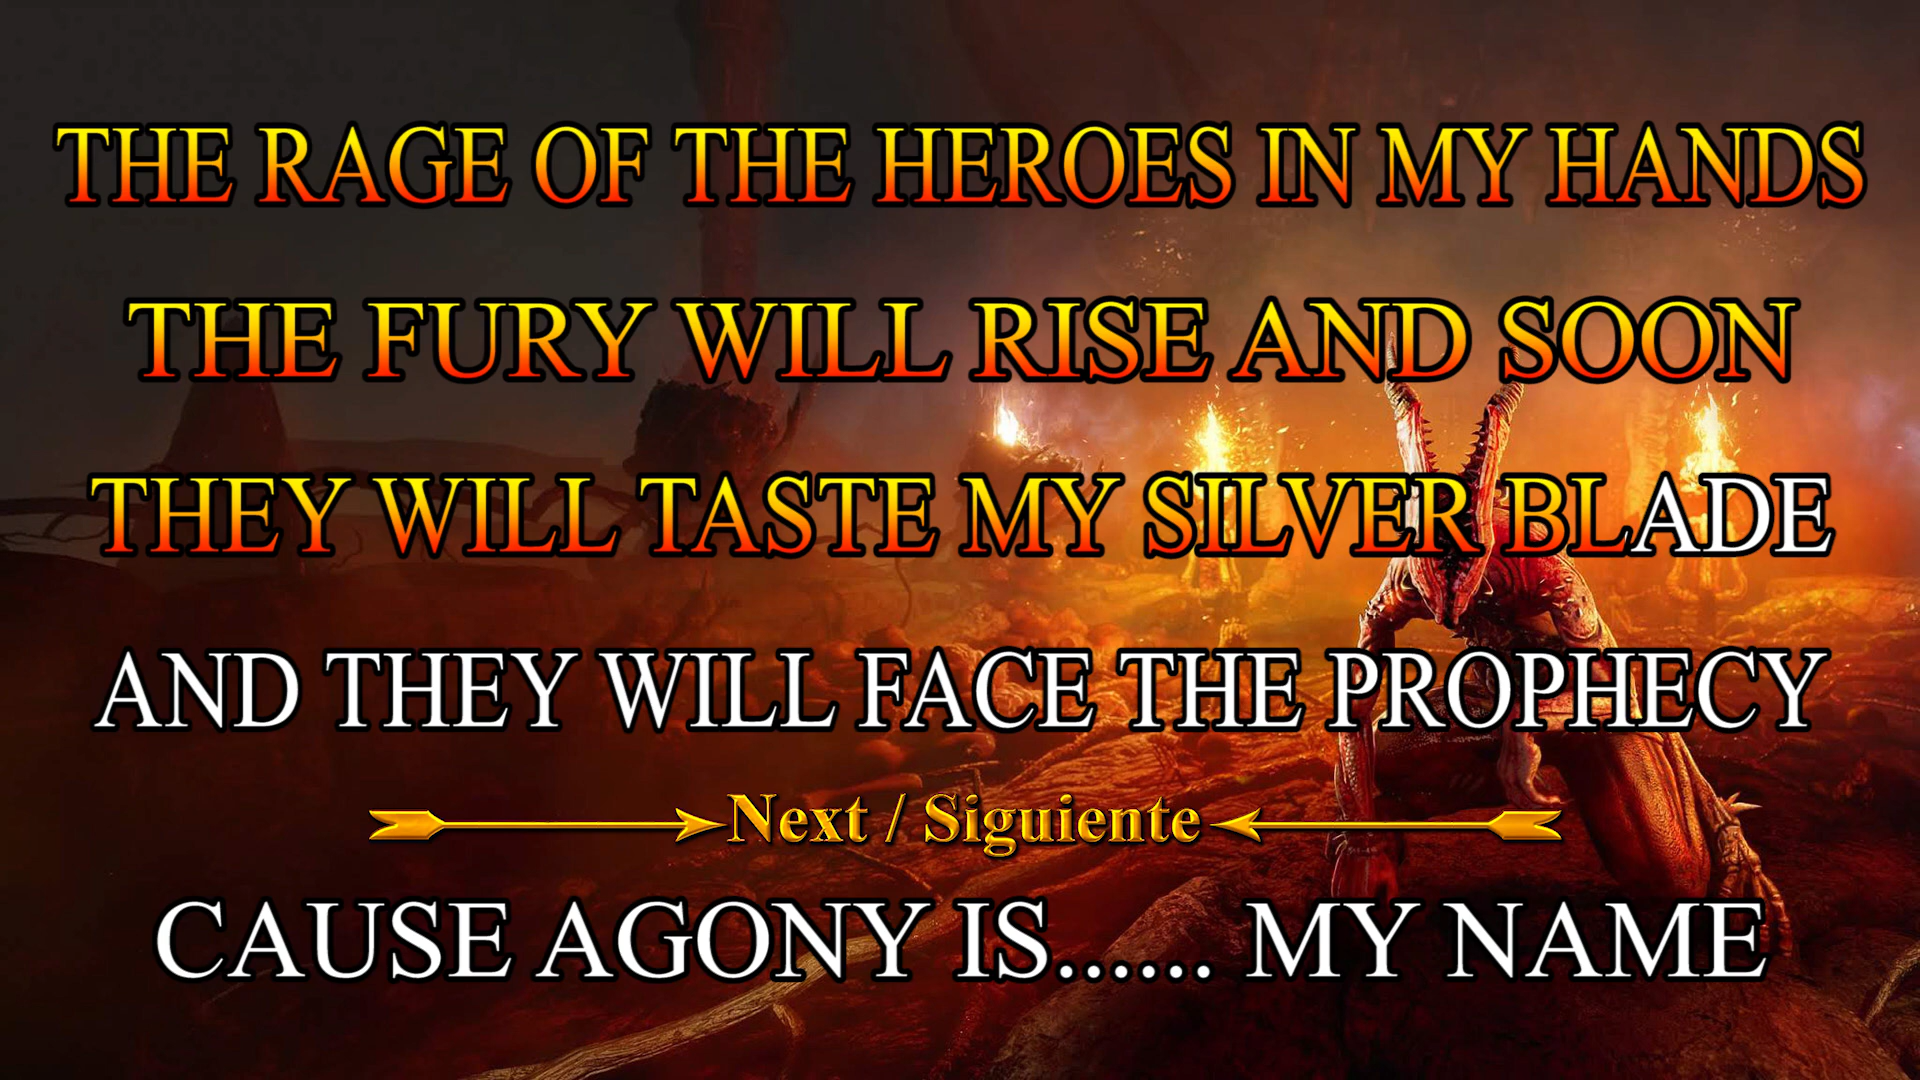 THE RAGE OF THE HEROES IN MY HANDS
THE FURY WILL RISE AND SOON
THEY WILL TASTE MY SILVER BLADE
AND THEY WILL FACE THE PROPHECY
Next / Siguiente
CAUSE AGONY IS...... MY NAME